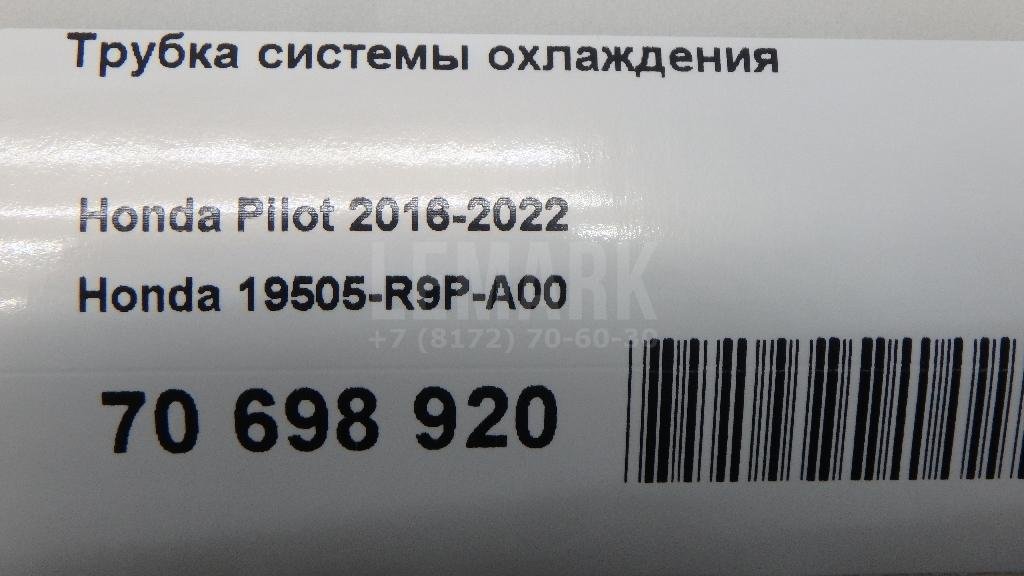 Трубка системы охлаждения
Honda Pilot 2016-2022
LEMARK
Honda 19505-R9P-A00
+7 (8172) 70-60-30
70 698 920